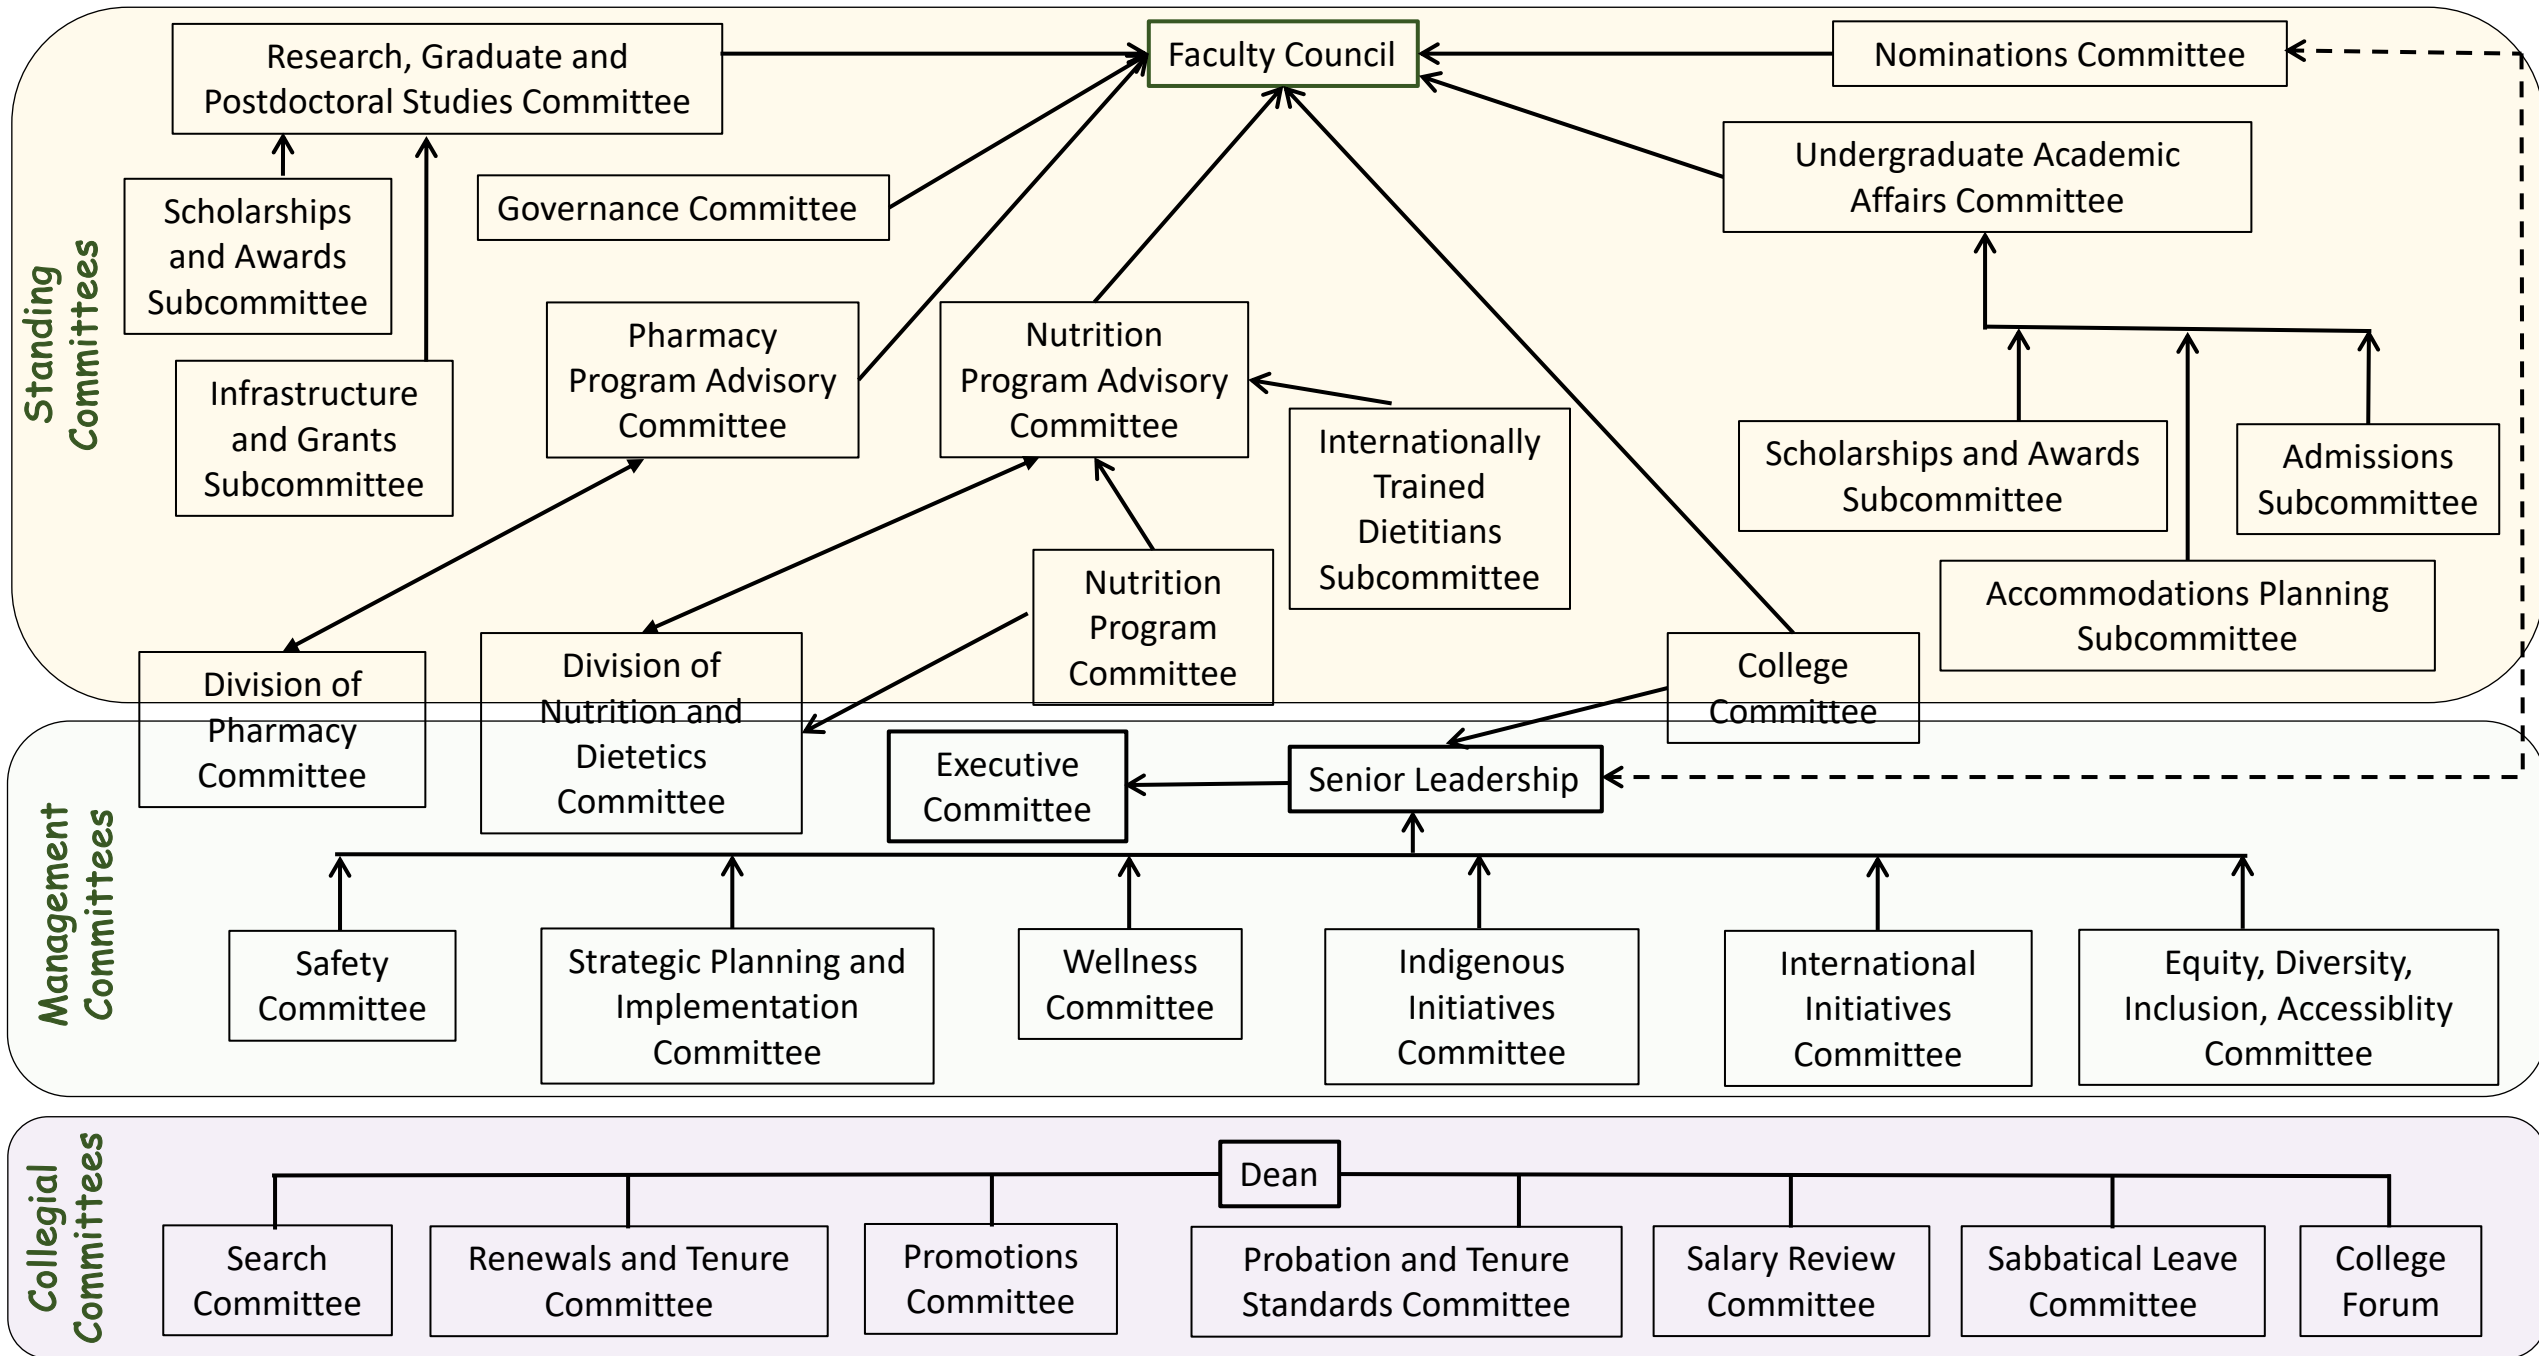 Research, Graduate and
Postdoctoral Studies Committee
Faculty Council
Nominations Committee
Undergraduate Academic
Affairs Committee
Scholarships
and Awards
Subcommittee
Governance Committee
Standing
Committees
Pharmacy
Program Advisory
Committee
Nutrition
Program Advisory
Committee
Infrastructure
and Grants
Subcommittee
Internationally
Trained
Dietitians
Subcommittee
Scholarships and Awards
Subcommittee
Admissions
Subcommittee
Nutrition
Program
Committee
Accommodations Planning
Subcommittee
Division of
Pharmacy
Committee
Division of
Nutrition and
Dietetics
Committee
College
Committee
Management
Committees
Executive
Committee
Senior Leadership
Safety
Committee
Strategic Planning and
Implementation
Committee
Wellness
Committee
Indigenous
Initiatives
Committee
International
Initiatives
Committee
Equity, Diversity,
Inclusion, Accessiblity
Committee
Collegial
Committees
Dean
Search
Committee
Renewals and Tenure
Committee
Promotions
Committee
Probation and Tenure
Standards Committee
Salary Review
Committee
Sabbatical Leave
Committee
College
Forum